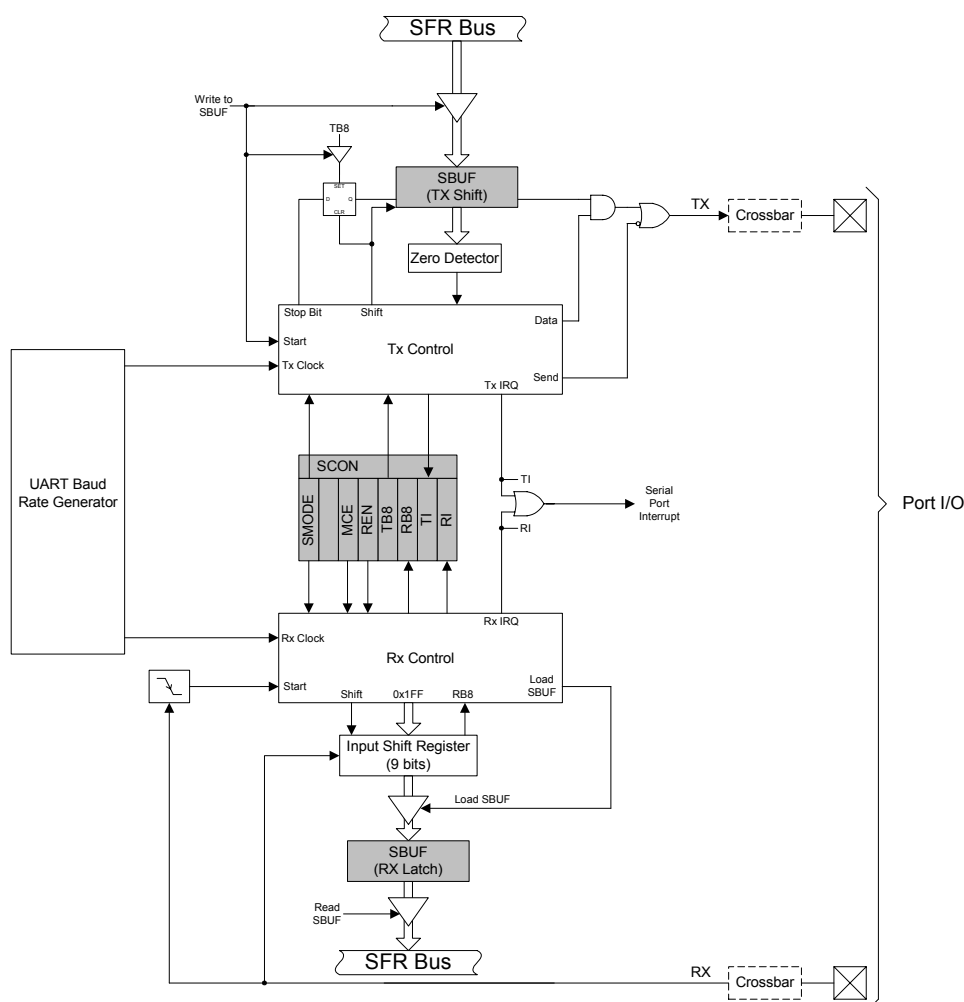 SFR Bus
Write to
SBUF
TB8
SET
D Q
CLR
SBUF
(TX Shift)
TX
Crossbar
Zero Detector
Stop Bit
Shift
Data
Start
Tx Control
Tx Clock
Send
Tx IRQ
UART Baud
Rate Generator
SCON
SMODE
MCE
REN
TB8
RB8
TI
RI
TI
RI
Serial
Port
Interrupt
Port I/O
Rx IRQ
Rx Clock
Rx Control
Start
Load
SBUF
Shift
0x1FF
RB8
Input Shift Register
(9 bits)
Load SBUF
SBUF
(RX Latch)
Read
SBUF
SFR Bus
RX
Crossbar